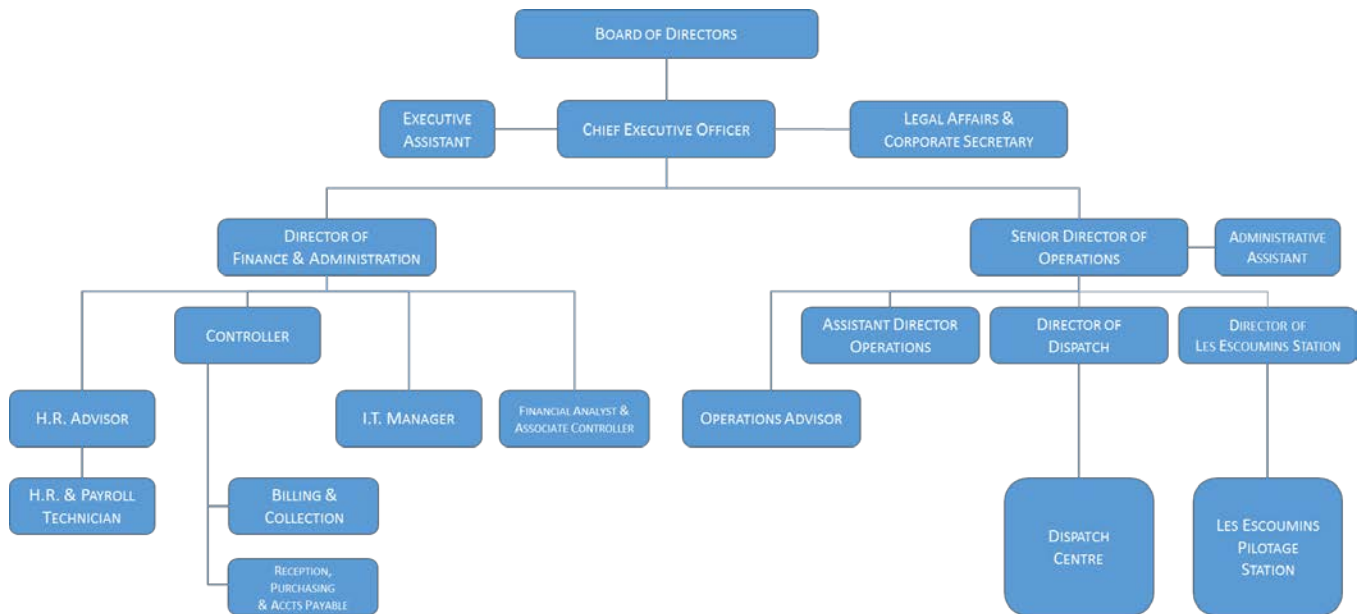 BOARD OF DIRECTORS
EXECUTIVE
ASSISTANT
CHIEF EXECUTIVE OFFICER
LEGAL AFFAIRS &
CORPORATE SECRETARY
DIRECTOR OF
FINANCE & ADMINISTRATION
SENIOR DIRECTOR OF
OPERATIONS
ADMINISTRATIVE
ASSISTANT
CONTROLLER
ASSISTANT DIRECTOR
OPERATIONS
DIRECTOR OF
DISPATCH
DIRECTOR OF
LES ESCOUMINS STATION
H.R. ADVISOR
I.T. MANAGER
FINANCIAL ANALYST &
ASSOCIATE CONTROLLER
OPERATIONS ADVISOR
H.R. & PAYROLL
TECHNICIAN
BILLING &
COLLECTION
DISPATCH
CENTRE
LES ESCOUMINS
PILOTAGE
STATION
RECEPTION,
PURCHASING
& ACCTS PAYABLE